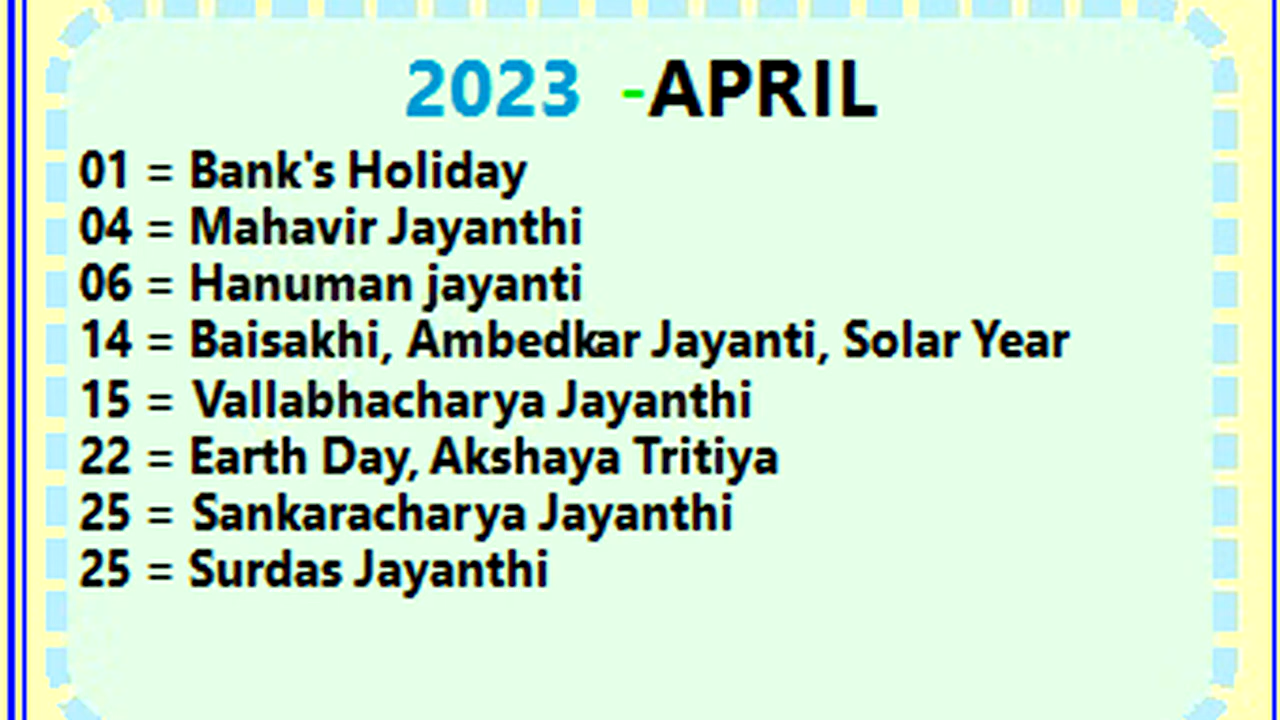 2023 -APRIL
01 = Bank's Holiday
04 = Mahavir Jayanthi
06 = Hanuman jayanti
14 = Baisakhi, Ambedkar Jayanti, Solar Year
15 = Vallabhacharya Jayanthi
22 = Earth Day, Akshaya Tritiya
25 = Sankaracharya Jayanthi
25 = Surdas Jayanthi